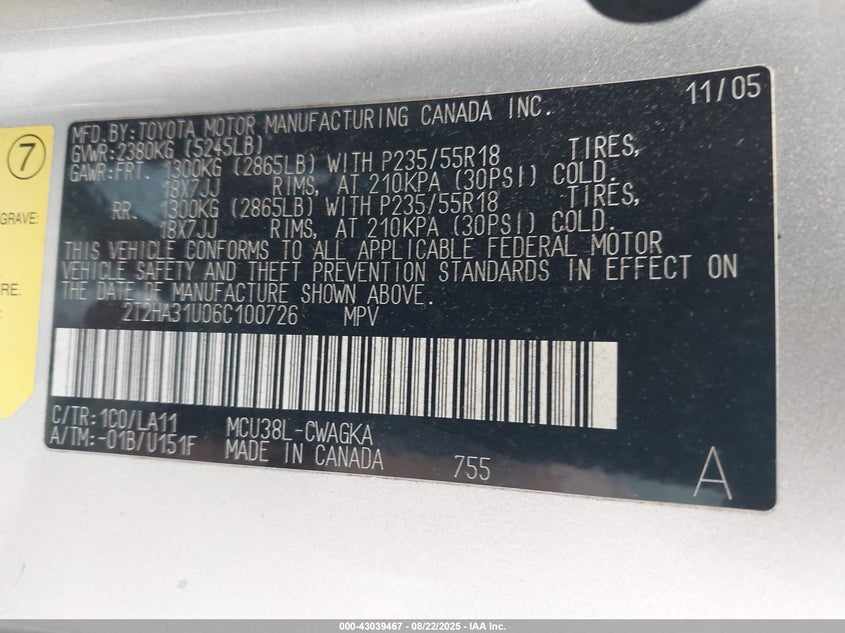 11/05
MFD.BY:TOYOTA MOTOR MANUFACTURING CANADA INC.
GVWR:2380KG (5245LB)
GAWR:FRT. 1300KG (2865LB) WITH P235/55R18 TIRES,
18X7JJ RIMS, AT 210KPA (30PSI) COLD.
RR. 1300KG (2865LB) WITH P235/55R18 TIRES,
18X7JJ RIMS, AT 210KPA (30PSI) COLD.
THIS VEHICLE CONFORMS TO ALL APPLICABLE FEDERAL MOTOR
VEHICLE SAFETY AND THEFT PREVENTION STANDARDS IN EFFECT ON
THE DATE OF MANUFACTURE SHOWN ABOVE.
2T2HA31U06C100726 MPV
C/TR:1C0/LA11 MCU38L-CWAGKA
A/TM:-01B/U151F MADE IN CANADA 755
A
7
GRAVE:
RE.
000-43039467 - 08/22/2025 - IAA Inc.